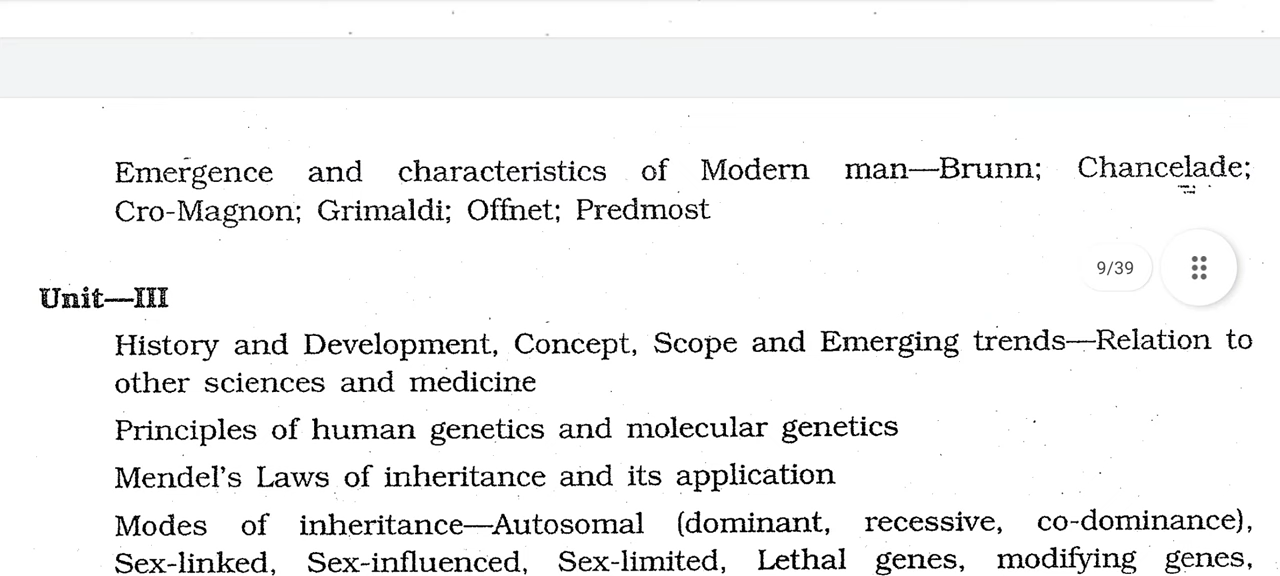 Emergence and characteristics of Modern man—Brunn; Chancelade;
Cro-Magnon; Grimaldi; Offnet; Predmost
9/39
Unit—III
History and Development, Concept, Scope and Emerging trends—Relation to
other sciences and medicine
Principles of human genetics and molecular genetics
Mendel's Laws of inheritance and its application
Modes of inheritance—Autosomal (dominant, recessive, co-dominance),
Sex-linked, Sex-influenced, Sex-limited, Lethal genes, modifying genes,